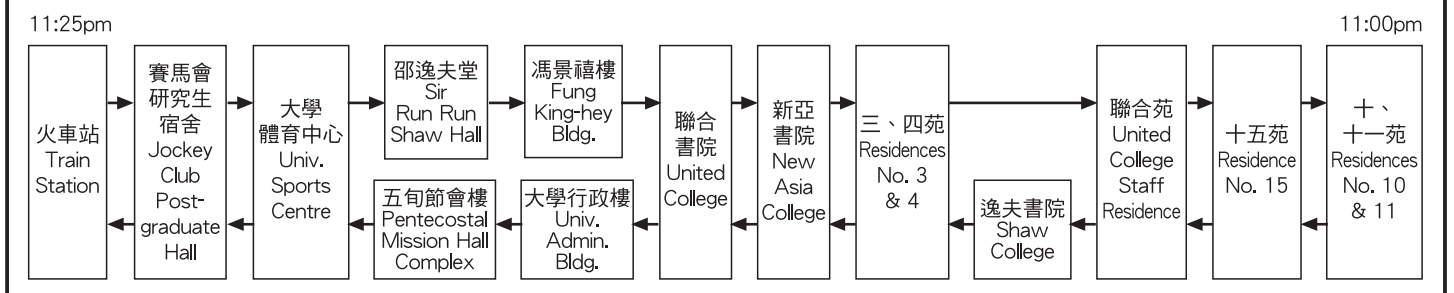 11:25pm
11:00pm
火車站
Train
Station
賽馬會
研究生
宿舍
Jockey
Club
Post-
graduate
Hall
大學
體育中心
Univ.
Sports
Centre
邵逸夫堂
Sir
Run Run
Shaw Hall
馮景禧樓
Fung
King-hey
Bldg.
五旬節會樓
Pentecostal
Mission Hall
Complex
大學行政樓
Univ.
Admin.
Bldg.
聯合
書院
United
College
新亞
書院
New
Asia
College
三、四苑
Residences
No. 3
& 4
逸夫書院
Shaw
College
聯合苑
United
College
Staff
Residence
十五苑
Residence
No. 15
十、
十一苑
Residences
No. 10
& 11